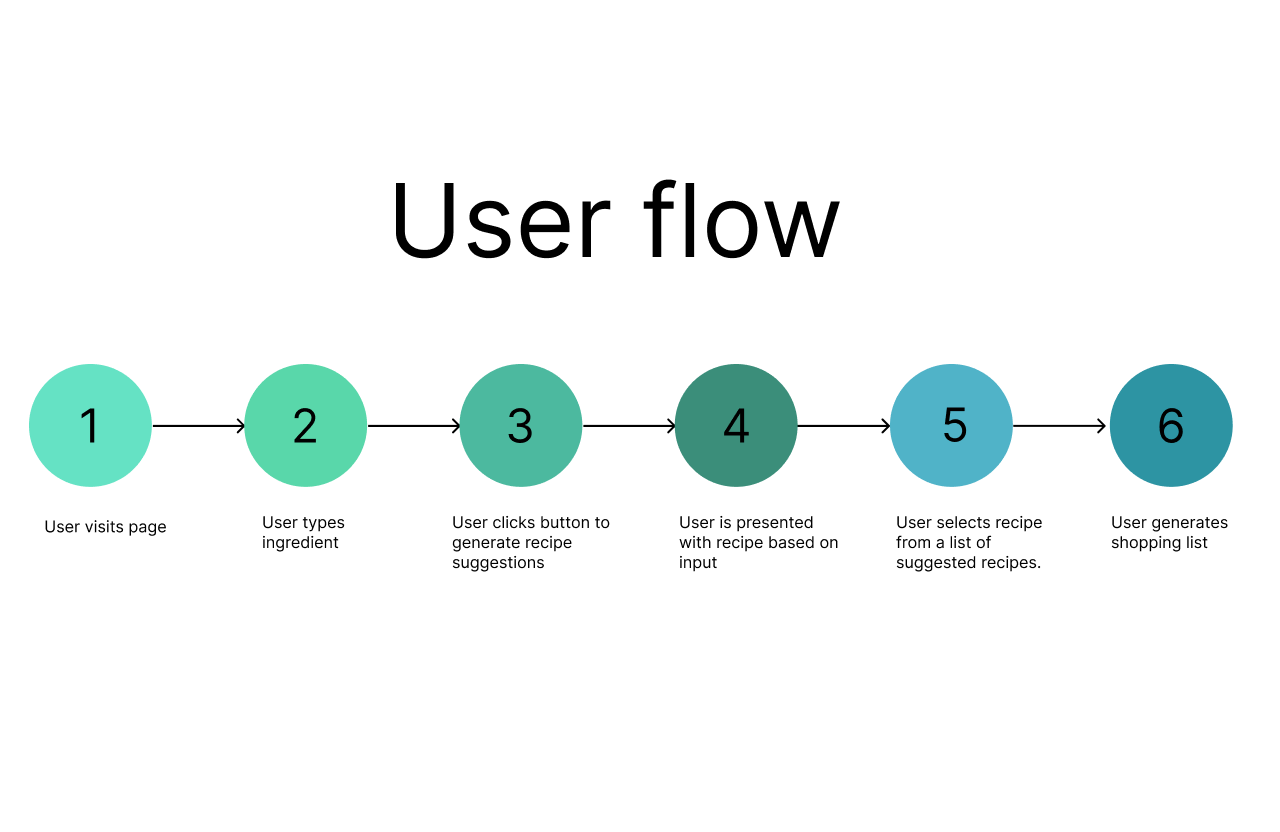 User flow
1
2
3
4
5
6
User visits page
User types
ingredient
User clicks button to
generate recipe
suggestions
User is presented
with recipe based on
input
User selects recipe
from a list of
suggested recipes.
User generates
shopping list